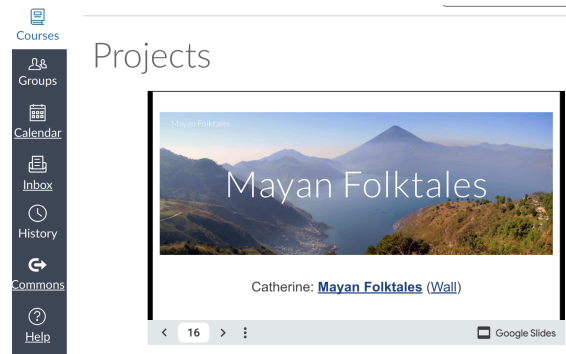 Courses
Groups
Calendar
Inbox
History
Commons
Help
Projects
Mayan Folktales
Mayan Folktales
Catherine: Mayan Folktales (Wall)
16
Google Slides